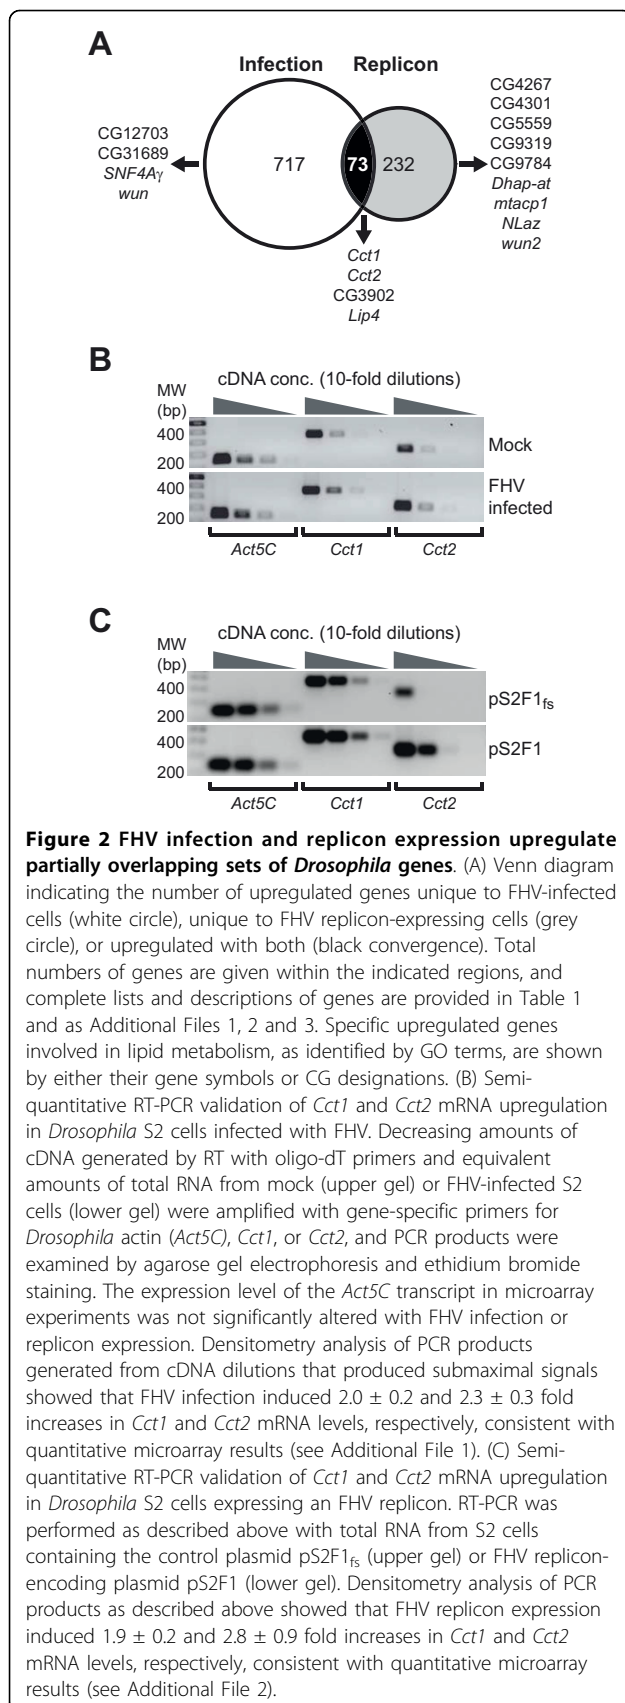 A
Infection Replicon
CG12703
CG31689
SNF4Aγ
wun
717
73
232
CG4267
CG4301
CG5559
CG9319
CG9784
Dhap-at
mtacp1
NLaz
wun2
Cct1
Cct2
CG3902
Lip4
B
cDNA conc. (10-fold dilutions)
MW
(bp)
400
200
Mock
400
200
FHV
infected
Act5C Cct1 Cct2
C
cDNA conc. (10-fold dilutions)
MW
(bp)
400
200
pS2F1fs
400
200
pS2F1
Act5C Cct1 Cct2
Figure 2 FHV infection and replicon expression upregulate
partially overlapping sets of Drosophila genes. (A) Venn diagram
indicating the number of upregulated genes unique to FHV-infected
cells (white circle), unique to FHV replicon-expressing cells (grey
circle), or upregulated with both (black convergence). Total
numbers of genes are given within the indicated regions, and
complete lists and descriptions of genes are provided in Table 1
and as Additional Files 1, 2 and 3. Specific upregulated genes
involved in lipid metabolism, as identified by GO terms, are shown
by either their gene symbols or CG designations. (B) Semi-
quantitative RT-PCR validation of Cct1 and Cct2 mRNA upregulation
in Drosophila S2 cells infected with FHV. Decreasing amounts of
cDNA generated by RT with oligo-dT primers and equivalent
amounts of total RNA from mock (upper gel) or FHV-infected S2
cells (lower gel) were amplified with gene-specific primers for
Drosophila actin (Act5C), Cct1, or Cct2, and PCR products were
examined by agarose gel electrophoresis and ethidium bromide
staining. The expression level of the Act5C transcript in microarray
experiments was not significantly altered with FHV infection or
replicon expression. Densitometry analysis of PCR products
generated from cDNA dilutions that produced submaximal signals
showed that FHV infection induced 2.0 ± 0.2 and 2.3 ± 0.3 fold
increases in Cct1 and Cct2 mRNA levels, respectively, consistent with
quantitative microarray results (see Additional File 1). (C) Semi-
quantitative RT-PCR validation of Cct1 and Cct2 mRNA upregulation
in Drosophila S2 cells expressing an FHV replicon. RT-PCR was
performed as described above with total RNA from S2 cells
containing the control plasmid pS2F1fs (upper gel) or FHV replicon-
encoding plasmid pS2F1 (lower gel). Densitometry analysis of PCR
products as described above showed that FHV replicon expression
induced 1.9 ± 0.2 and 2.8 ± 0.9 fold increases in Cct1 and Cct2
mRNA levels, respectively, consistent with quantitative microarray
results (see Additional File 2).